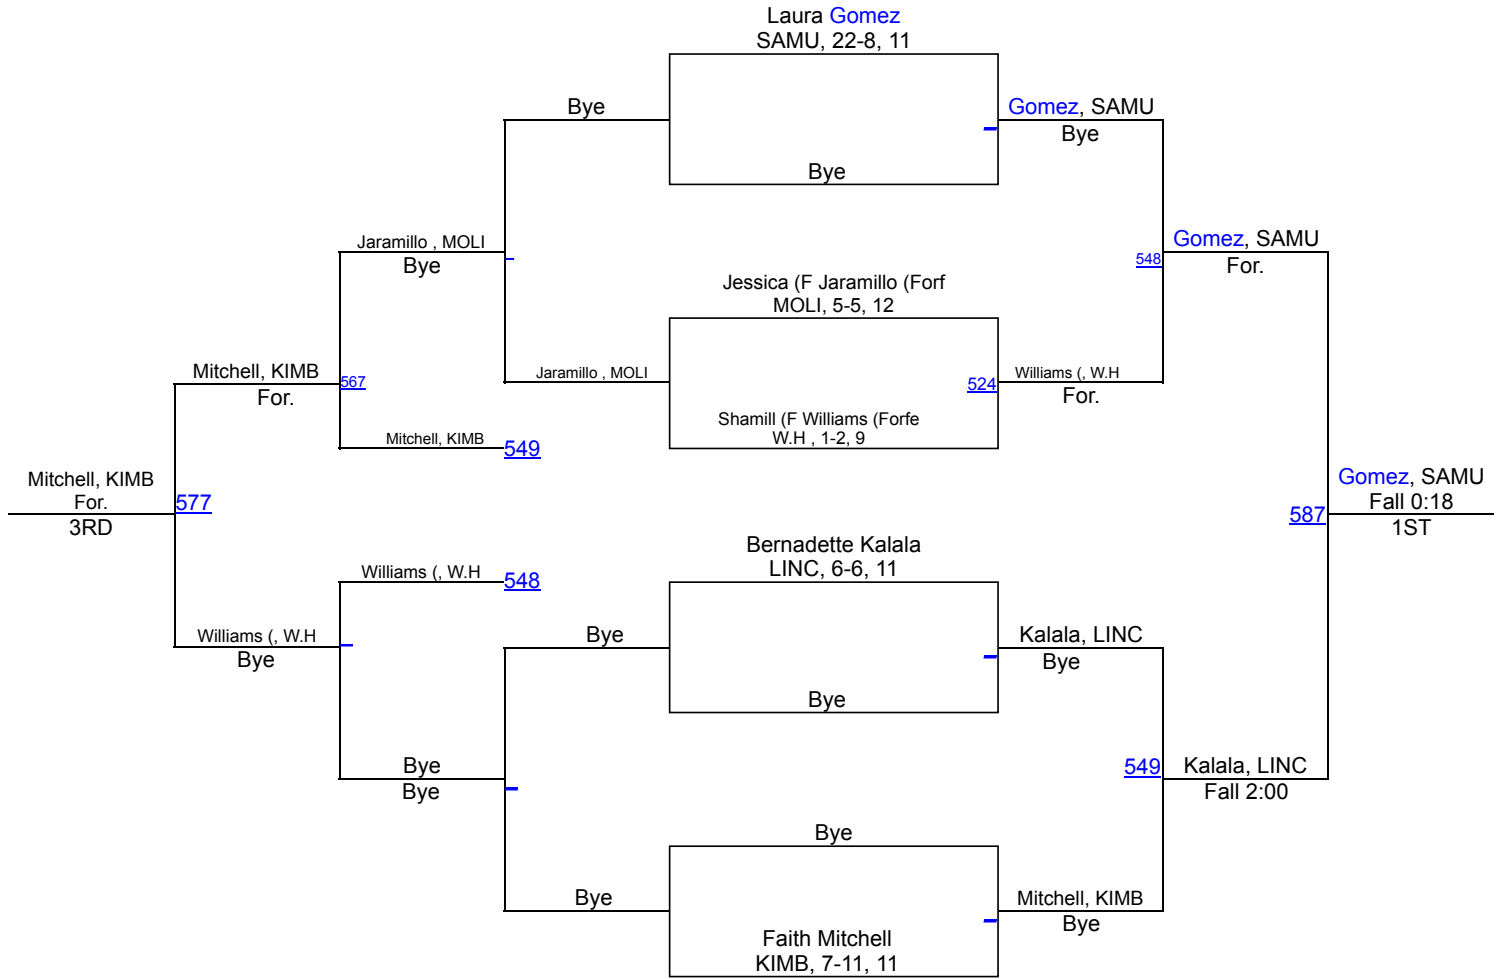 Laura Gomez
SAMU, 22-8, 11
Bye
Gomez, SAMU
Bye
Bye
Jaramillo , MOLI
Bye
Gomez, SAMU
For.
548
Jessica (F Jaramillo (Forf
MOLI, 5-5, 12
Mitchell, KIMB
For.
567
Jaramillo , MOLI
524
Williams (, W.H
For.
Shamill (F Williams (Forfe
W.H , 1-2, 9
Mitchell, KIMB
549
Mitchell, KIMB
For.
3RD
577
Gomez, SAMU
Fall 0:18
1ST
587
Bernadette Kalala
LINC, 6-6, 11
Williams (, W.H
548
Williams (, W.H
Bye
Bye
Kalala, LINC
Bye
Bye
Bye
Bye
549
Kalala, LINC
Fall 2:00
Bye
Bye
Mitchell, KIMB
Bye
Faith Mitchell
KIMB, 7-11, 11